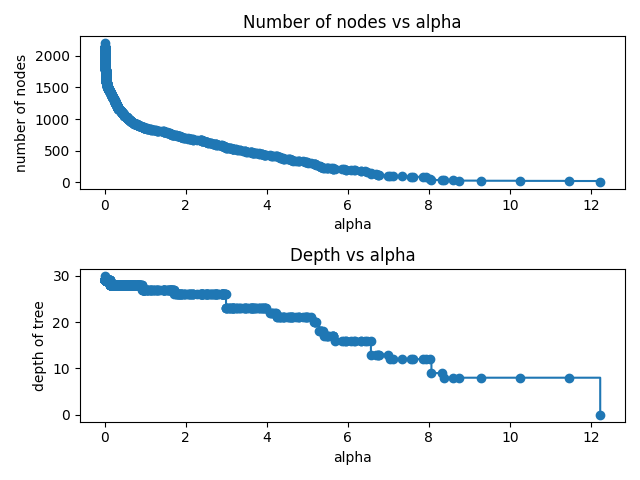 Number of nodes vs alpha
number of nodes
2000
1500
1000
500
0
0 2 4 6 8 10 12
alpha
Depth vs alpha
depth of tree
30
20
10
0
0 2 4 6 8 10 12
alpha